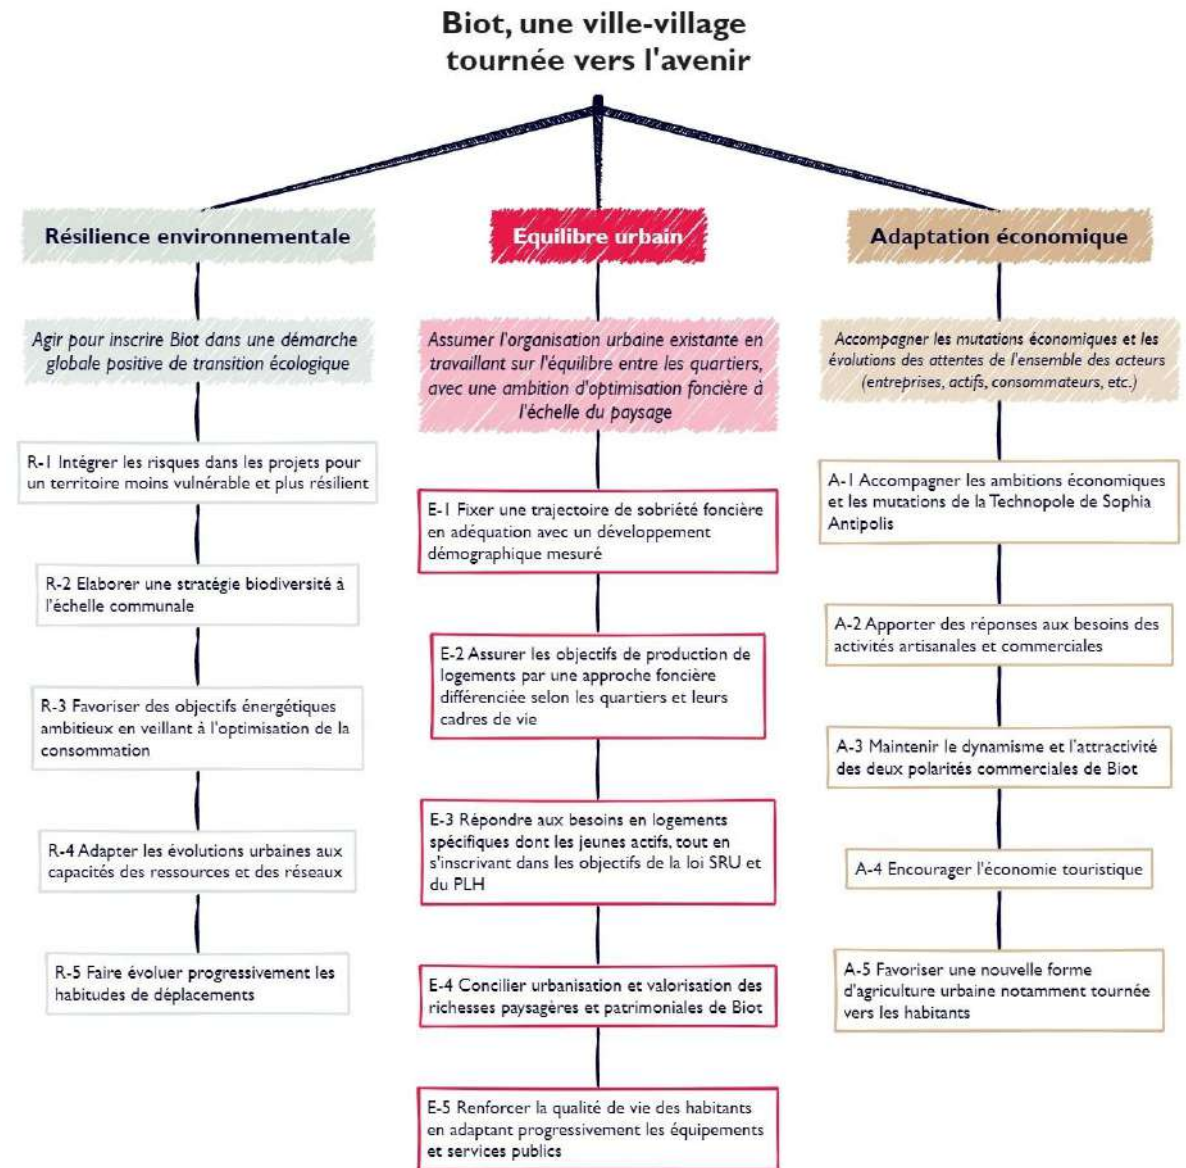 Biot, une ville-village
tournée vers l'avenir
Résilience environnementale
Agir pour inscrire Biot dans une démarche
globale positive de transition écologique
R-1 Intégrer les risques dans les projets pour
un territoire moins vulnérable et plus résilient
R-2 Elaborer une stratégie biodiversité à
l'échelle communale
R-3 Favoriser des objectifs énergétiques
ambitieux en veillant à l'optimisation de la
consommation
R-4 Adapter les évolutions urbaines aux
capacités des ressources et des réseaux
R-5 Faire évoluer progressivement les
habitudes de déplacements
Equilibre urbain
Assumer l'organisation urbaine existante en
travaillant sur l'équilibre entre les quartiers,
avec une ambition d'optimisation foncière à
l'échelle du paysage
E-1 Fixer une trajectoire de sobriété foncière
en adéquation avec un développement
démographique mesuré
E-2 Assurer les objectifs de production de
logements par une approche foncière
différenciée selon les quartiers et leurs
cadres de vie
E-3 Répondre aux besoins en logements
spécifiques dont les jeunes actifs, tout en
s'inscrivant dans les objectifs de la loi SRU et
du PLH
E-4 Concilier urbanisation et valorisation des
richesses paysagères et patrimoniales de Biot
E-5 Renforcer la qualité de vie des habitants
en adaptant progressivement les équipements
et services publics
Adaptation économique
Accompagner les mutations économiques et les
évolutions des attentes de l'ensemble des acteurs
(entreprises, actifs, consommateurs, etc.)
A-1 Accompagner les ambitions économiques
et les mutations de la Technopole de Sophia
Antipolis
A-2 Apporter des réponses aux besoins des
activités artisanales et commerciales
A-3 Maintenir le dynamisme et l'attractivité
des deux polarités commerciales de Biot
A-4 Encourager l'économie touristique
A-5 Favoriser une nouvelle forme
d'agriculture urbaine notamment tournée
vers les habitants